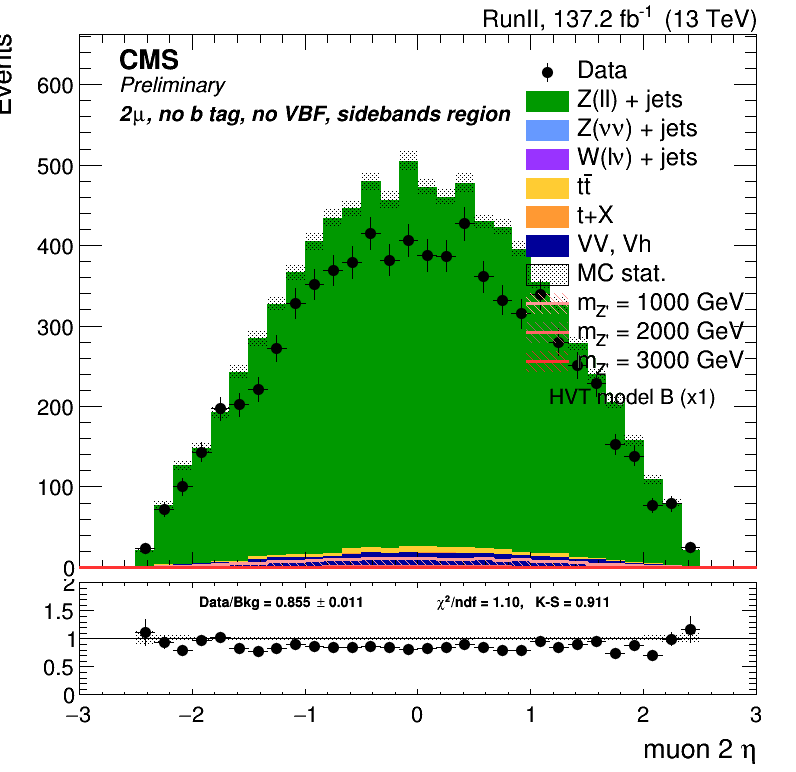 RunII, 137.2 fb⁻¹ (13 TeV)
Events
CMS
Preliminary
2μ, no b tag, no VBF, sidebands region
Data
Z(ll) + jets
Z(νν) + jets
W(lν) + jets
tt̄
t+X
VV, Vh
MC stat.
m_Z' = 1000 GeV
m_Z' = 2000 GeV
m_Z' = 3000 GeV
HVT model B (x1)
600
500
400
300
200
100
0
Data/Bkg = 0.855 ± 0.011
χ²/ndf = 1.10, K-S = 0.911
2
1.5
1
0.5
0
−3 −2 −1 0 1 2 3
muon 2 η